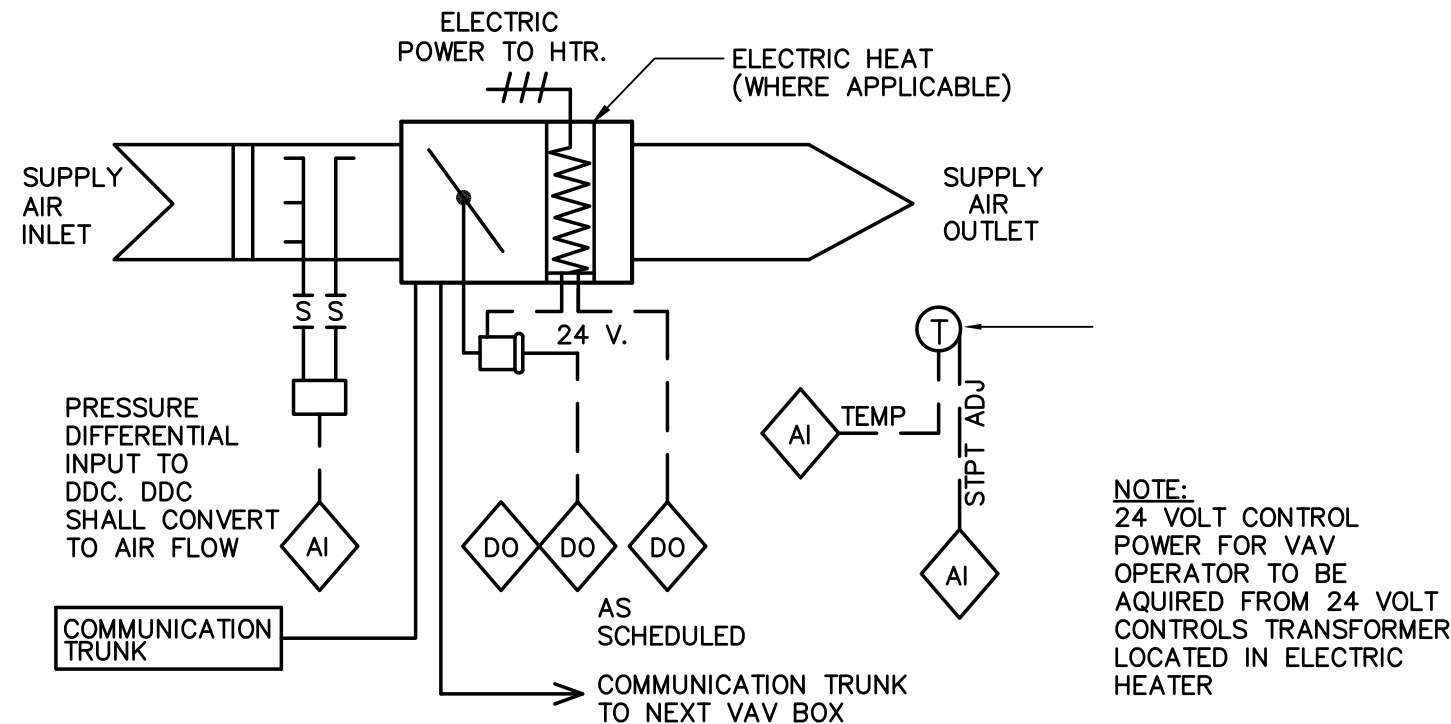 ELECTRIC
POWER TO HTR.
ELECTRIC HEAT
(WHERE APPLICABLE)
SUPPLY
AIR
INLET
SUPPLY
AIR
OUTLET
S S
24 V.
T
PRESSURE
DIFFERENTIAL
INPUT TO
DDC. DDC
SHALL CONVERT
TO AIR FLOW
AI
DO DO DO
AS
SCHEDULED
AI
TEMP
STPT ADJ
AI
COMMUNICATION
TRUNK
COMMUNICATION TRUNK
TO NEXT VAV BOX
NOTE:
24 VOLT CONTROL
POWER FOR VAV
OPERATOR TO BE
AQUIRED FROM 24 VOLT
CONTROLS TRANSFORMER
LOCATED IN ELECTRIC
HEATER